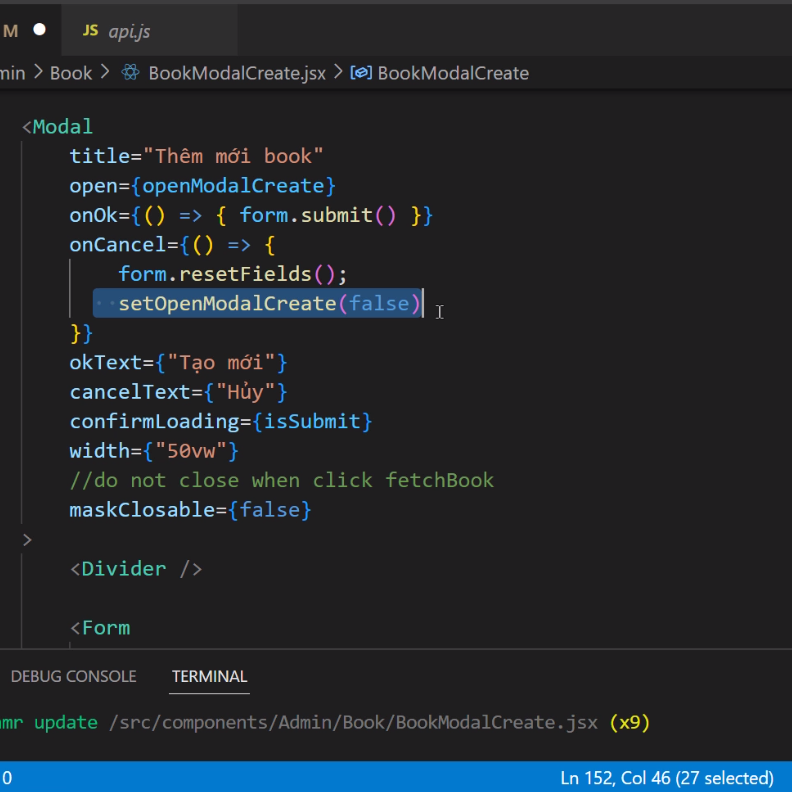 M ● JS api.js
min > Book > BookModalCreate.jsx > BookModalCreate
<Modal
title="Thêm mới book"
open={openModalCreate}
onOk={() => { form.submit() }}
onCancel={() => {
form.resetFields();
setOpenModalCreate(false)
}}
okText={"Tạo mới"}
cancelText={"Hủy"}
confirmLoading={isSubmit}
width={"50vw"}
//do not close when click fetchBook
maskClosable={false}
>
<Divider />
<Form
DEBUG CONSOLE TERMINAL
hmr update /src/components/Admin/Book/BookModalCreate.jsx (x9)
0 Ln 152, Col 46 (27 selected)